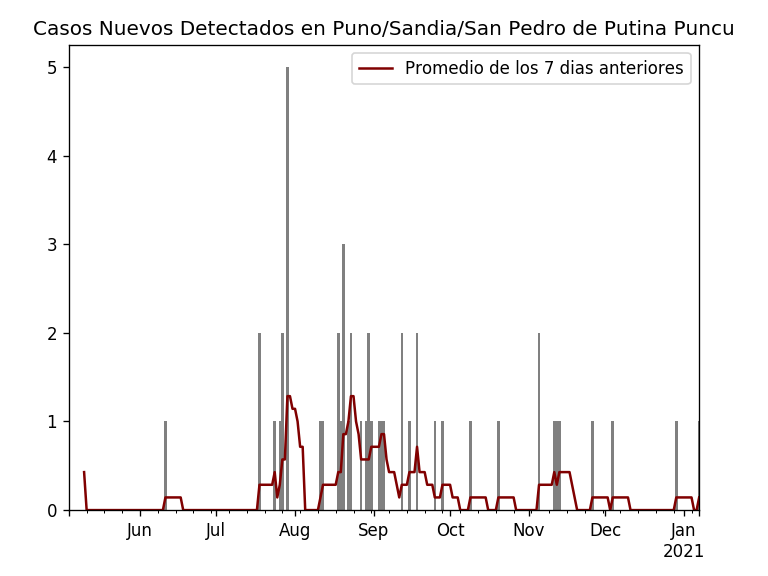 Casos Nuevos Detectados en Puno/Sandia/San Pedro de Putina Puncu
Promedio de los 7 dias anteriores
5
4
3
2
1
0
Jun Jul Aug Sep Oct Nov Dec Jan
2021